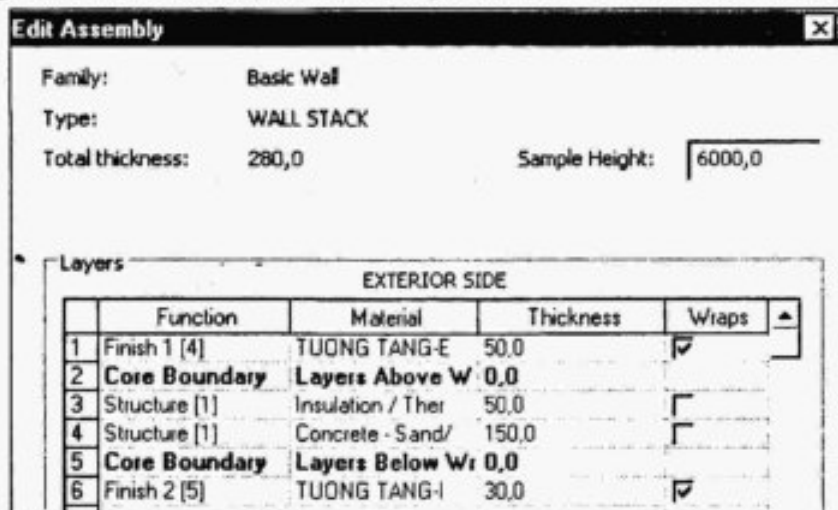 Edit Assembly
Family: Basic Wall
Type: WALL STACK
Total thickness: 280,0 Sample Height: 6000,0
Layers
EXTERIOR SIDE
Function Material Thickness Wraps
1 Finish 1 [4] TUONG TANG-E 50,0
2 Core Boundary Layers Above W 0,0
3 Structure [1] Insulation / Ther 50,0
4 Structure [1] Concrete - Sand/ 150,0
5 Core Boundary Layers Below Wr 0,0
6 Finish 2 [5] TUONG TANG-I 30,0